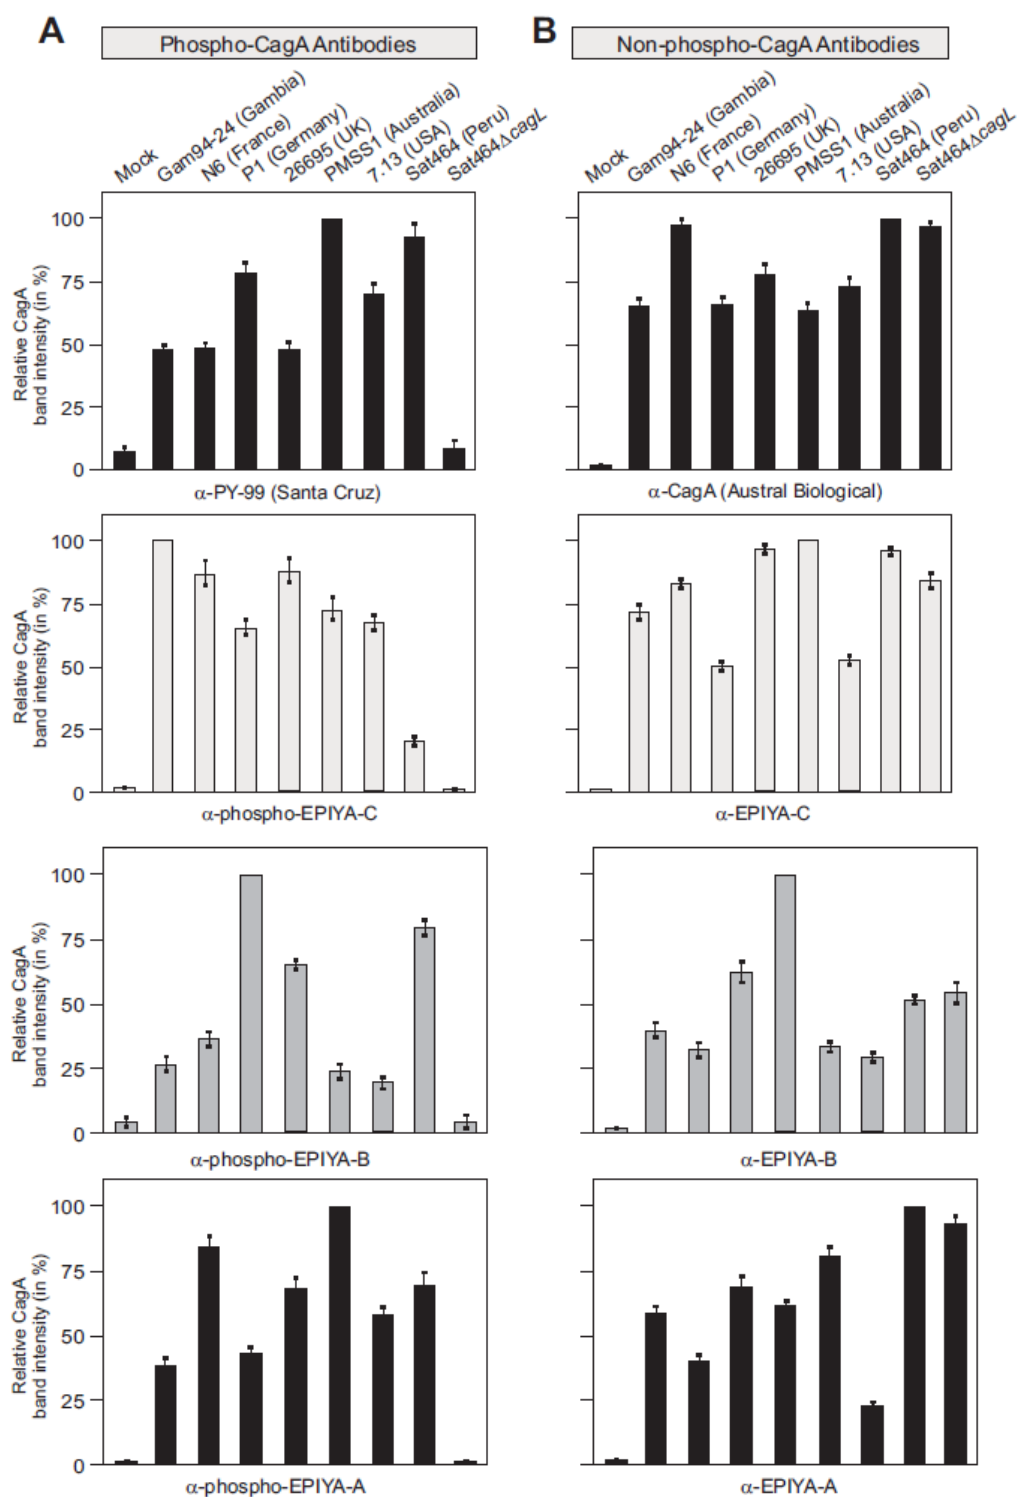 A
Phospho-CagA Antibodies
Mock
Gam94-24 (Gambia)
N6 (France)
P1 (Germany)
26695 (UK)
PMSS1 (Australia)
7.13 (USA)
Sat464 (Peru)
Sat464ΔcagL
B
Non-phospho-CagA Antibodies
Mock
Gam94-24 (Gambia)
N6 (France)
P1 (Germany)
26695 (UK)
PMSS1 (Australia)
7.13 (USA)
Sat464 (Peru)
Sat464ΔcagL
Relative CagA
band intensity (in %)
100
75
50
25
0
α-PY-99 (Santa Cruz)
α-CagA (Austral Biological)
Relative CagA
band intensity (in %)
100
75
50
25
0
α-phospho-EPIYA-C
α-EPIYA-C
Relative CagA
band intensity (in %)
100
75
50
25
0
α-phospho-EPIYA-B
α-EPIYA-B
Relative CagA
band intensity (in %)
100
75
50
25
0
α-phospho-EPIYA-A
α-EPIYA-A